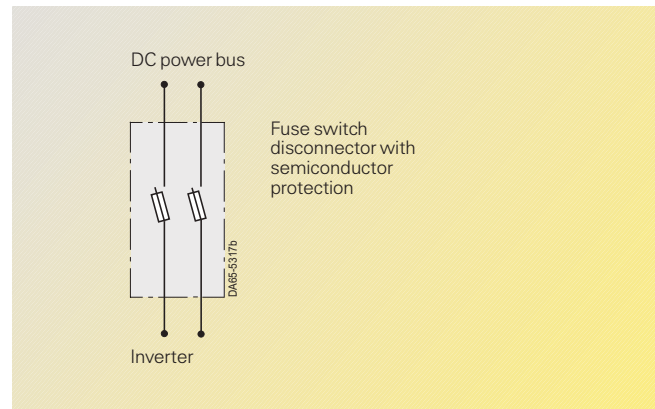 DC power bus
Fuse switch
disconnector with
semiconductor
protection
DA65-5317b
Inverter